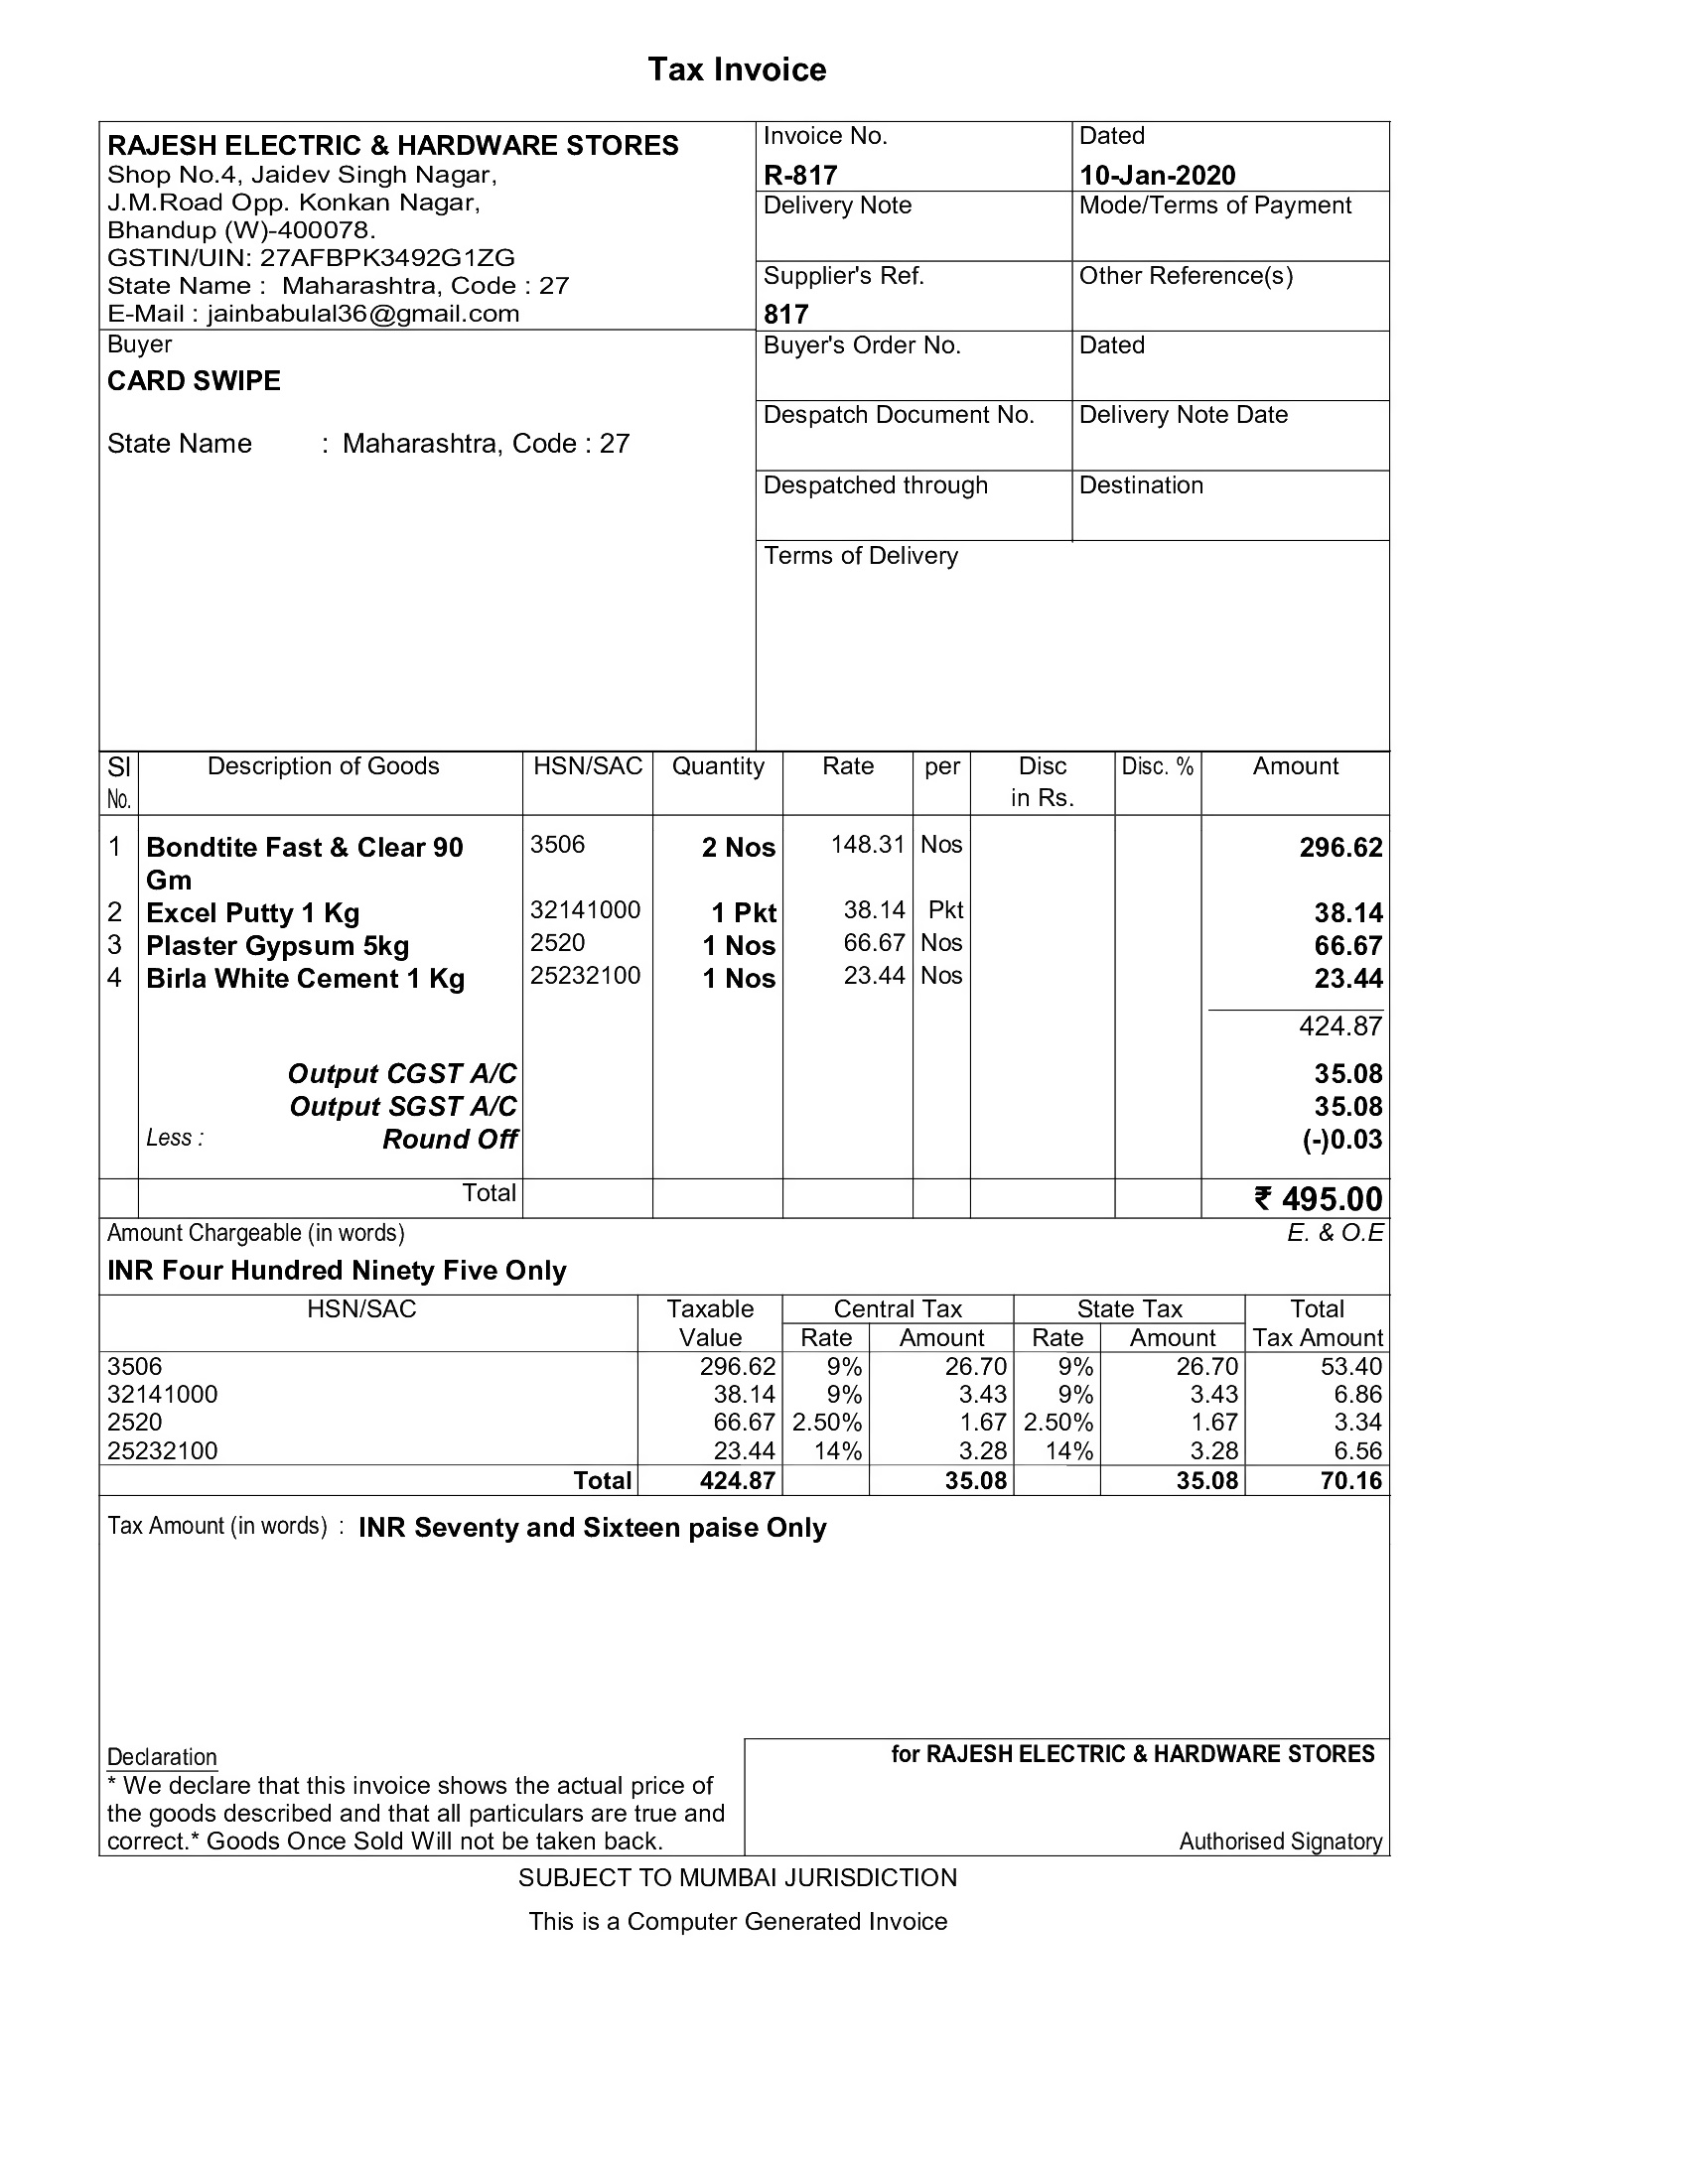 Tax Invoice
RAJESH ELECTRIC & HARDWARE STORES
Shop No.4, Jaidev Singh Nagar,
J.M.Road Opp. Konkan Nagar,
Bhandup (W)-400078.
GSTIN/UIN: 27AFBPK3492G1ZG
State Name : Maharashtra, Code : 27
E-Mail : jainbabulal36@gmail.com
Invoice No. Dated
R-817 10-Jan-2020
Delivery Note Mode/Terms of Payment
Supplier's Ref. Other Reference(s)
817
Buyer
CARD SWIPE
State Name : Maharashtra, Code : 27
Buyer's Order No. Dated
Despatch Document No. Delivery Note Date
Despatched through Destination
Terms of Delivery
Sl Description of Goods HSN/SAC Quantity Rate per Disc Disc. % Amount
No. in Rs.
1 Bondtite Fast & Clear 90 3506 2 Nos 148.31 Nos 296.62
Gm
2 Excel Putty 1 Kg 32141000 1 Pkt 38.14 Pkt 38.14
3 Plaster Gypsum 5kg 2520 1 Nos 66.67 Nos 66.67
4 Birla White Cement 1 Kg 25232100 1 Nos 23.44 Nos 23.44
424.87
Output CGST A/C 35.08
Output SGST A/C 35.08
Less : Round Off (-)0.03
Total ₹ 495.00
Amount Chargeable (in words) E. & O.E
INR Four Hundred Ninety Five Only
HSN/SAC Taxable Central Tax State Tax Total
Value Rate Amount Rate Amount Tax Amount
3506 296.62 9% 26.70 9% 26.70 53.40
32141000 38.14 9% 3.43 9% 3.43 6.86
2520 66.67 2.50% 1.67 2.50% 1.67 3.34
25232100 23.44 14% 3.28 14% 3.28 6.56
Total 424.87 35.08 35.08 70.16
Tax Amount (in words) : INR Seventy and Sixteen paise Only
Declaration
* We declare that this invoice shows the actual price of
the goods described and that all particulars are true and
correct.* Goods Once Sold Will not be taken back.
for RAJESH ELECTRIC & HARDWARE STORES
Authorised Signatory
SUBJECT TO MUMBAI JURISDICTION
This is a Computer Generated Invoice